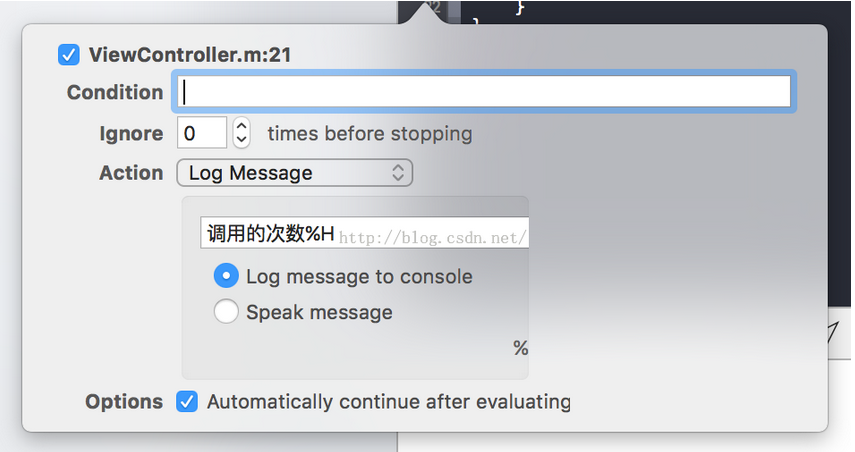 22 }
}
ViewController.m:21
Condition
Ignore 0 times before stopping
Action Log Message
调用的次数%H http://blog.csdn.net/
Log message to console
Speak message
%
Options Automatically continue after evaluating